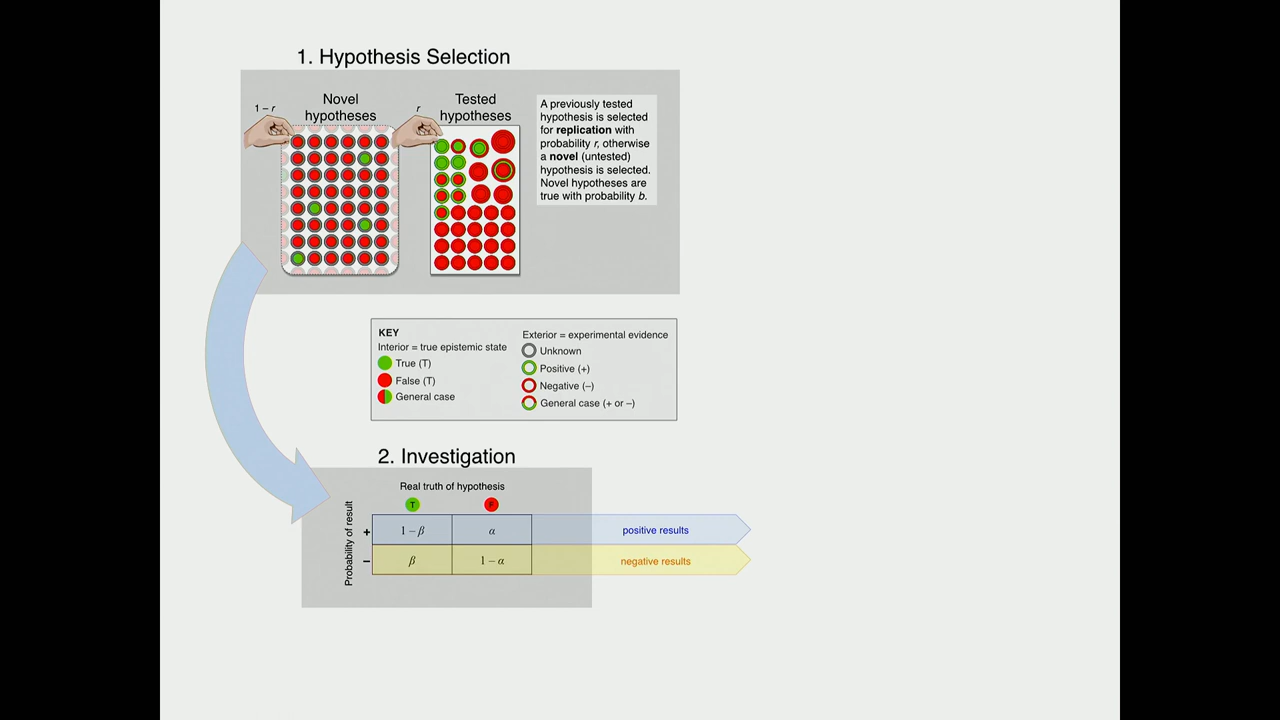 1. Hypothesis Selection
1 – r
Novel
hypotheses
r
Tested
hypotheses
A previously tested
hypothesis is selected
for replication with
probability r, otherwise
a novel (untested)
hypothesis is selected.
Novel hypotheses are
true with probability b.
KEY
Interior = true epistemic state
True (T)
False (T)
General case
Exterior = experimental evidence
Unknown
Positive (+)
Negative (–)
General case (+ or –)
2. Investigation
Real truth of hypothesis
T F
Probability of result
+ 1 – β α positive results
– β 1 – α negative results